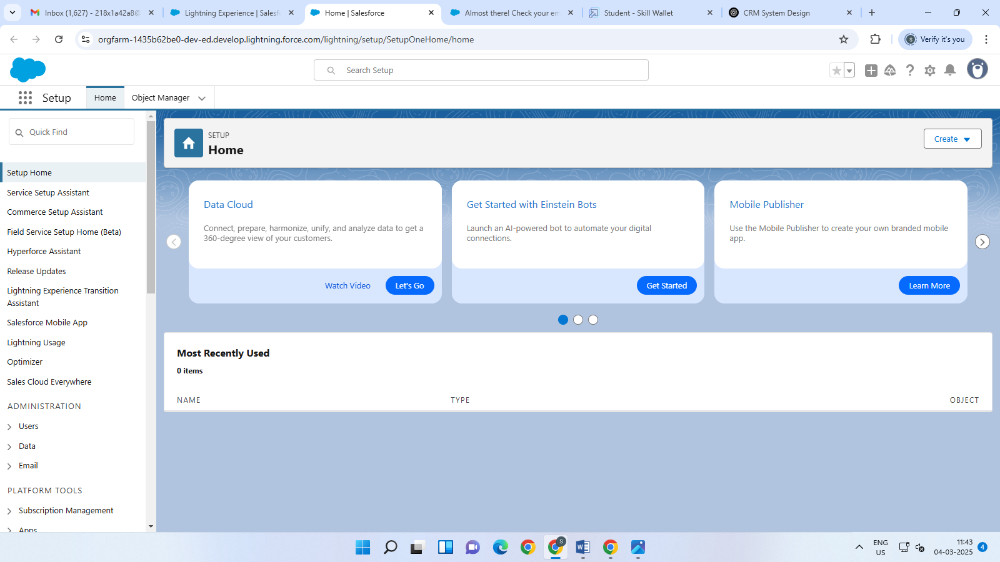 Inbox (1,627) - 218x1a42a8@
Lightning Experience | Salesf
Home | Salesforce
Almost there! Check your em
Student - Skill Wallet
CRM System Design
orgfarm-1435b62be0-dev-ed.develop.lightning.force.com/lightning/setup/SetupOneHome/home
S
Verify it's you
Search Setup
Setup
Home
Object Manager
Quick Find
Setup Home
Service Setup Assistant
Commerce Setup Assistant
Field Service Setup Home (Beta)
Hyperforce Assistant
Release Updates
Lightning Experience Transition
Assistant
Salesforce Mobile App
Lightning Usage
Optimizer
Sales Cloud Everywhere
ADMINISTRATION
Users
Data
Email
PLATFORM TOOLS
Subscription Management
Apps
SETUP
Home
Create
Data Cloud
Connect, prepare, harmonize, unify, and analyze data to get a
360-degree view of your customers.
Watch Video
Let's Go
Get Started with Einstein Bots
Launch an AI-powered bot to automate your digital
connections.
Get Started
Mobile Publisher
Use the Mobile Publisher to create your own branded mobile
app.
Learn More
Most Recently Used
0 items
NAME
TYPE
OBJECT
S
ENG
US
11:43
04-03-2025
4